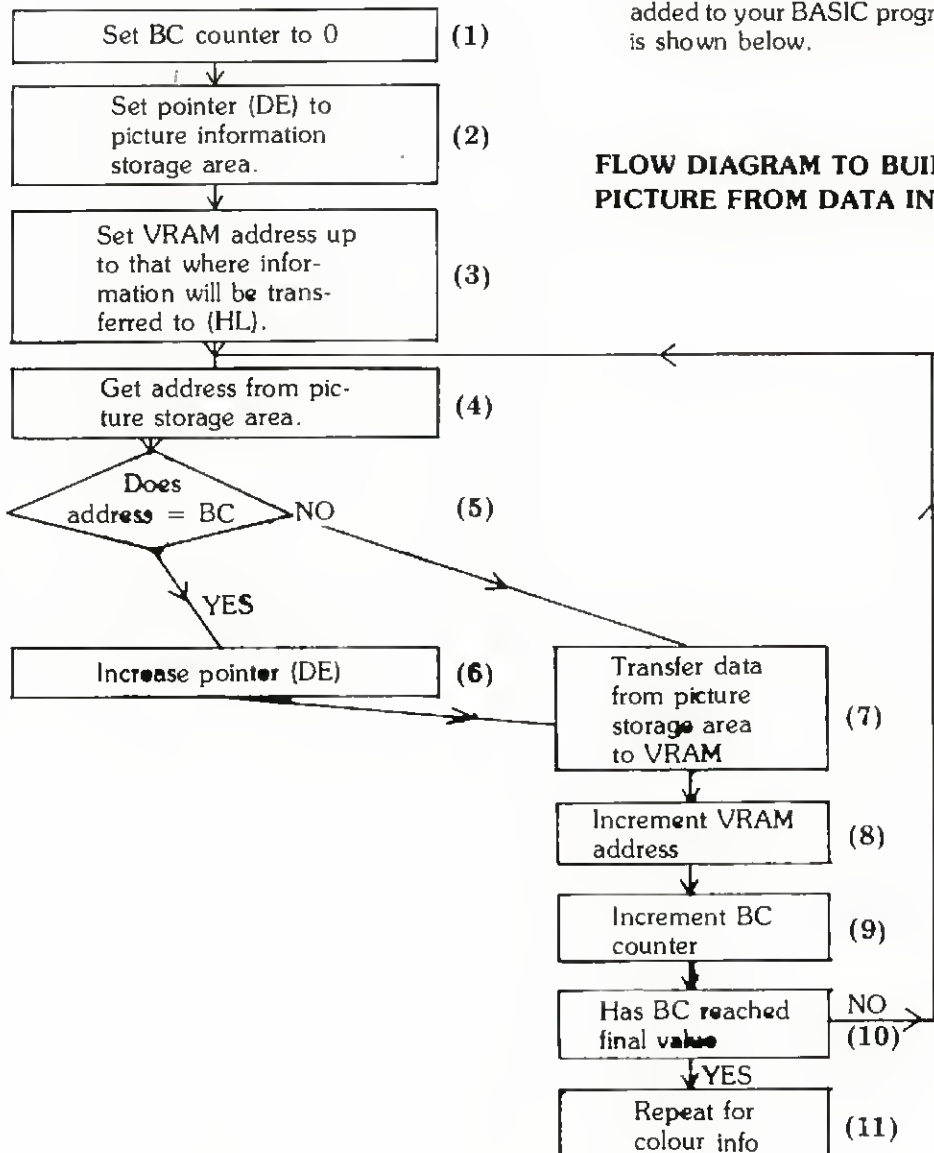 Set BC counter to 0
(1)
Set pointer (DE) to
picture information
storage area.
(2)
Set VRAM address up
to that where infor-
mation will be trans-
ferred to (HL).
(3)
Get address from pic-
ture storage area.
(4)
Does
address = BC
NO
(5)
YES
Increase pointer (DE)
(6)
Transfer data
from picture
storage area
to VRAM
(7)
Increment VRAM
address
(8)
Increment BC
counter
(9)
Has BC reached
final value
NO
(10)
YES
Repeat for
colour info
(11)
added to your BASIC progr
is shown below.
FLOW DIAGRAM TO BUI
PICTURE FROM DATA IN